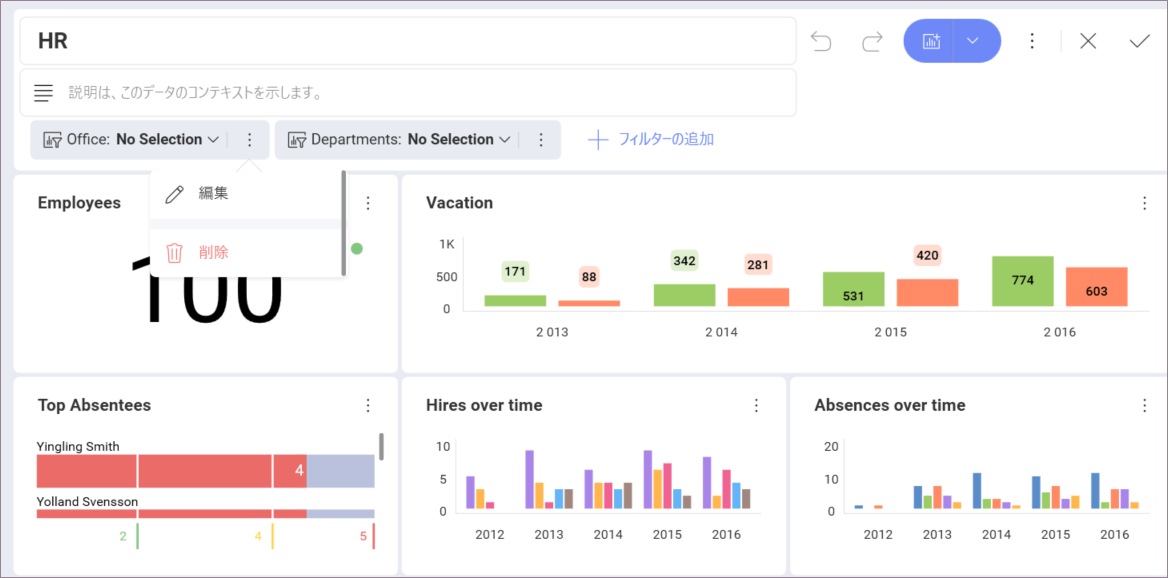 HR
説明は、このデータのコンテキストを示します。
Office: No Selection
Departments: No Selection
フィルターの追加
編集
削除
Employees
100
Vacation
1K
500
0
171
88
342
281
531
420
774
603
2 013
2 014
2 015
2 016
Top Absentees
Yingling Smith
4
Yolland Svensson
2
4
5
Hires over time
10
5
0
2012
2013
2014
2015
2016
Absences over time
20
10
0
2012
2013
2014
2015
2016